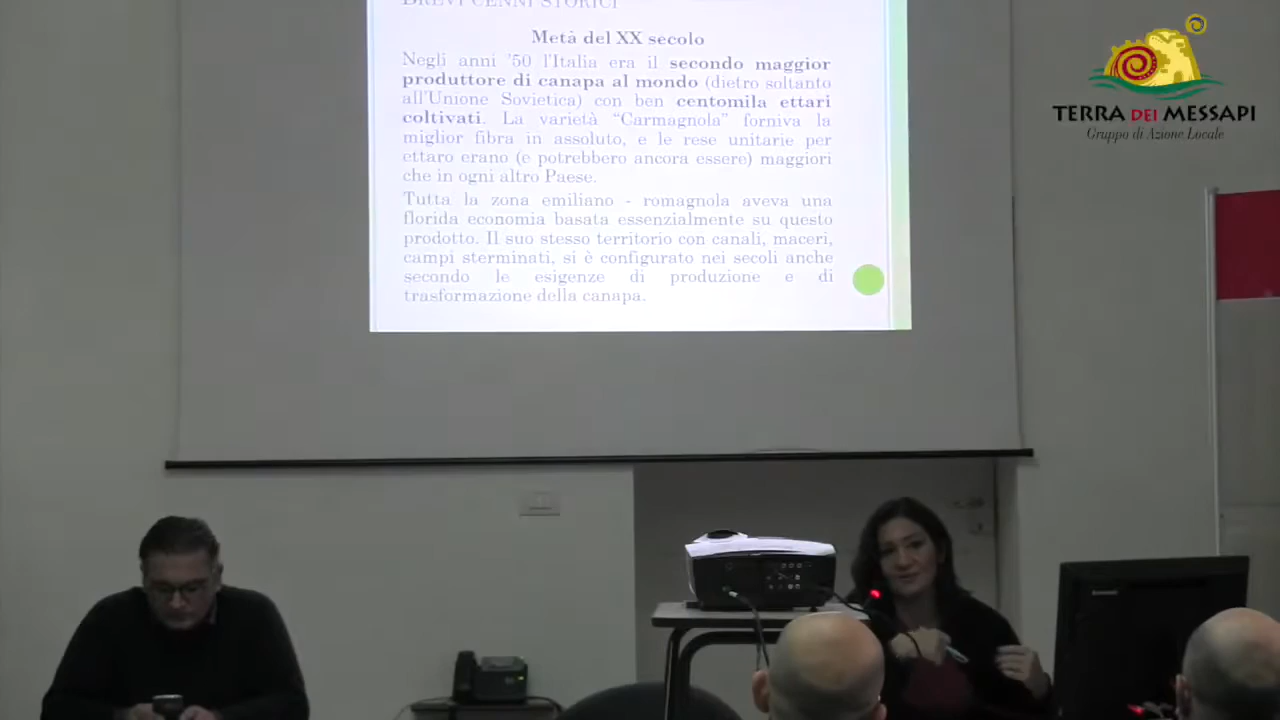 BREVI CENNI STORICI
Metà del XX secolo
Negli anni '50 l'Italia era il secondo maggior
produttore di canapa al mondo (dietro soltanto
all'Unione Sovietica) con ben centomila ettari
coltivati. La varietà “Carmagnola” forniva la
miglior fibra in assoluto, e le rese unitarie per
ettaro erano (e potrebbero ancora essere) maggiori
che in ogni altro Paese.
Tutta la zona emiliano - romagnola aveva una
florida economia basata essenzialmente su questo
prodotto. Il suo stesso territorio con canali, maceri,
campi sterminati, si è configurato nei secoli anche
secondo le esigenze di produzione e di
trasformazione della canapa.
TERRA DEI MESSAPI
Gruppo di Azione Locale